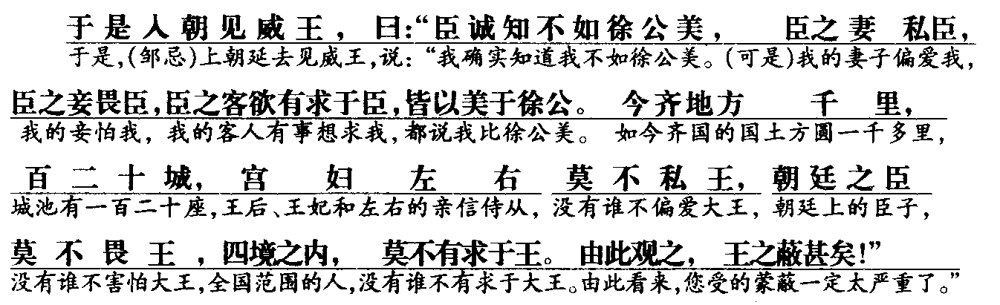 于是人朝见威王，曰：“臣诚知不如徐公美，臣之妻私臣，
于是，(邹忌)上朝延去见威王，说：“我确实知道我不如徐公美。(可是)我的妻子偏爱我，
臣之妾畏臣，臣之客欲有求于臣，皆以美于徐公。今齐地方千里，
我的妾怕我，我的客人有事想求我，都说我比徐公美。如今齐国的国土方圆一千多里，
百二十城，宫妇左右莫不私王，朝廷之臣
城池有一百二十座，王后、王妃和左右的亲信侍从，没有谁不偏爱大王，朝廷上的臣子，
莫不畏王，四境之内，莫不有求于王。由此观之，王之蔽甚矣！”
没有谁不害怕大王，全国范围的人，没有谁不有求于大王。由此看来，您受的蒙蔽一定太严重了。”